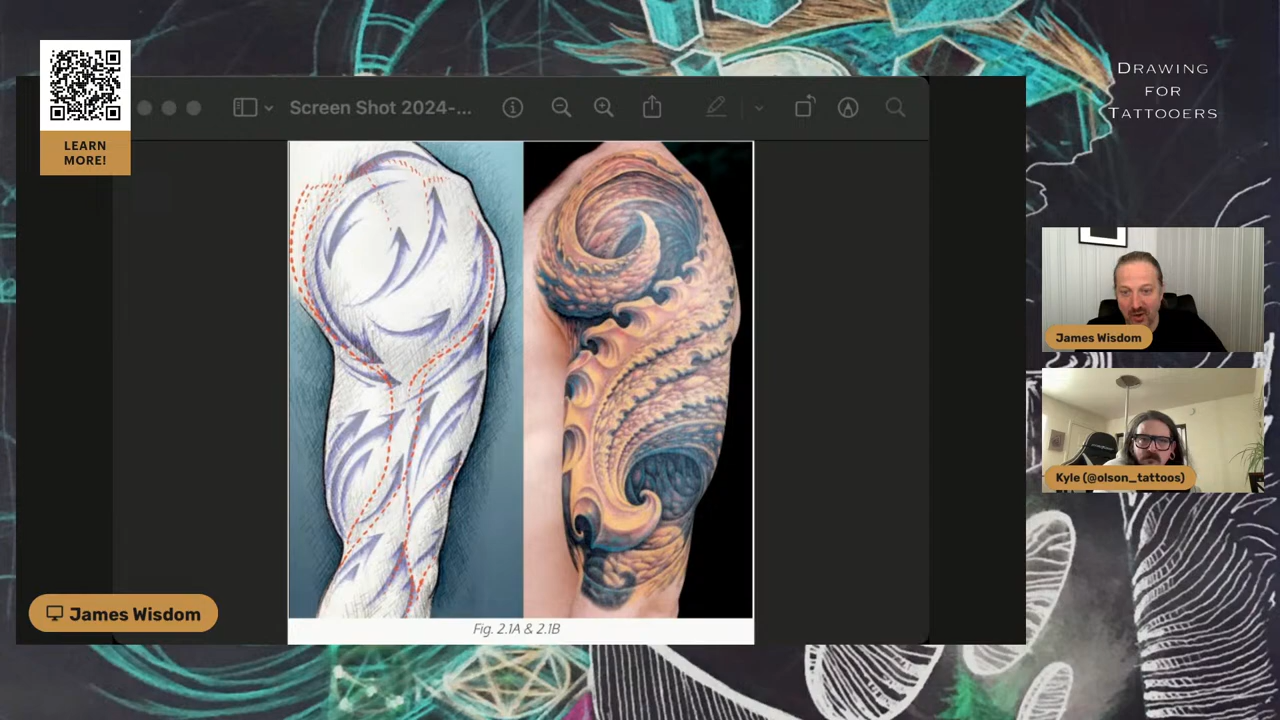 LEARN
MORE!
Screen Shot 2024-...
DRAWING
FOR
TATTOOERS
James Wisdom
Kyle (@olson_tattoos)
James Wisdom
Fig. 2.1A & 2.1B